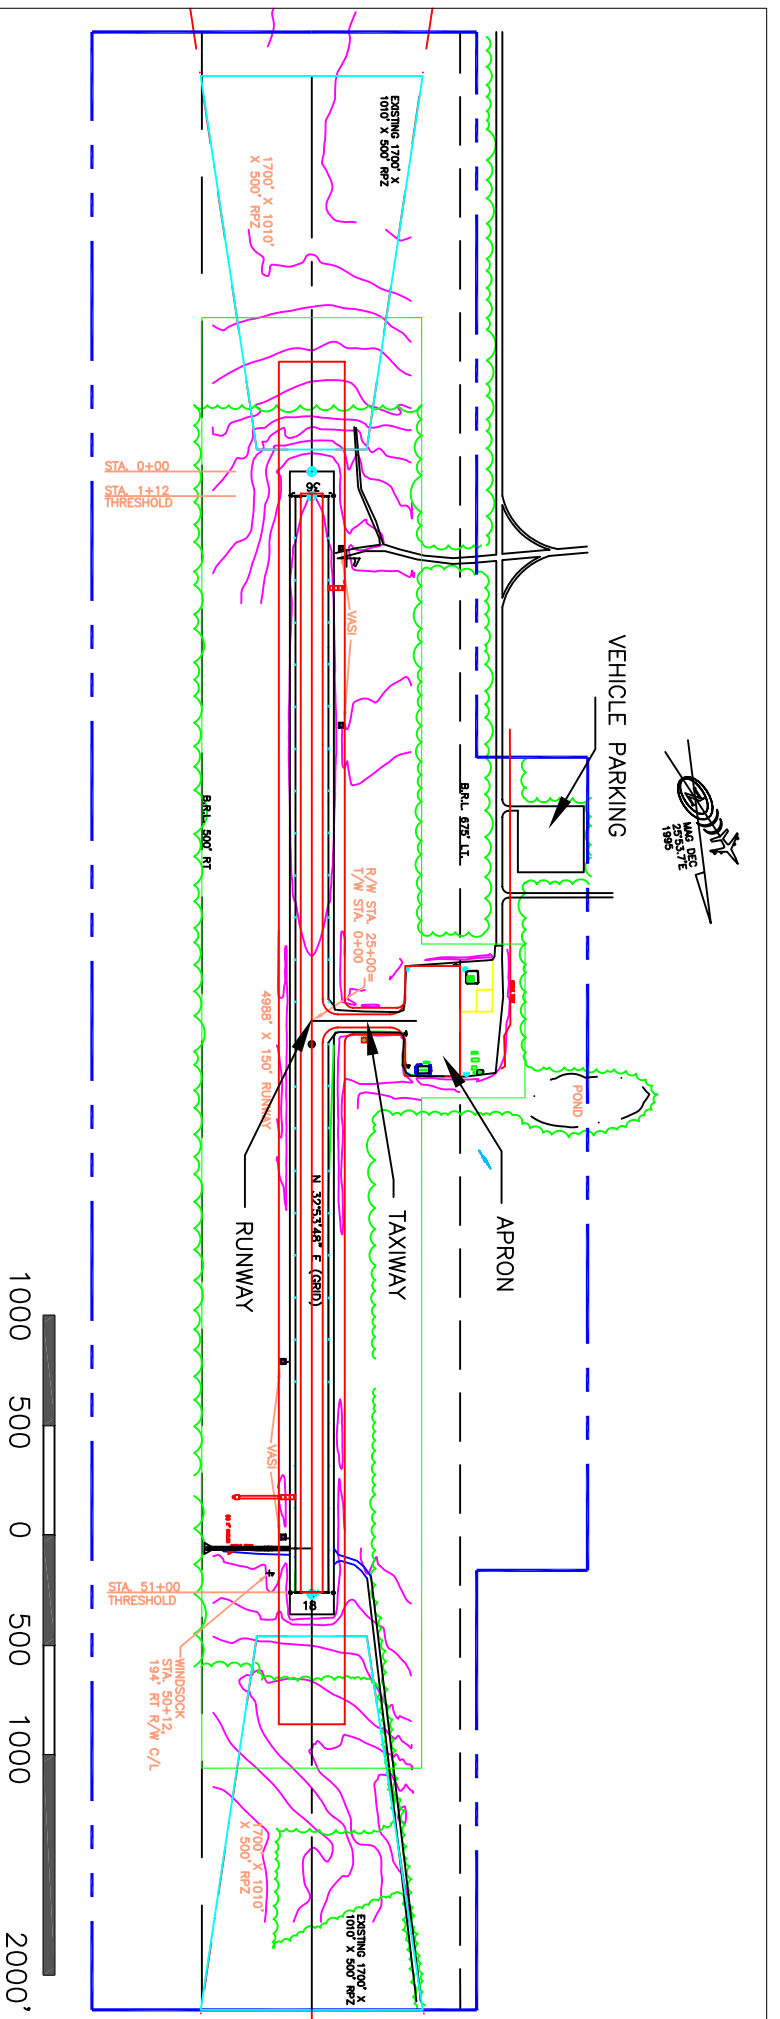 EXISTING 1700' X
1010' X 500' RPZ
1700' X 1010'
X 500' RPZ
STA. 0+00
STA. 1+12
THRESHOLD
36
VASI
VEHICLE PARKING
MAG DEC
25°53.7'E
1995
B.R.L. 675' LT.
B.R.L. 500' RT
R/W STA. 25+00=
T/W STA. 0+00
4988' X 150' RUNWAY
N 32°53'48" E (GRID)
POND
APRON
TAXIWAY
RUNWAY
VASI
STA. 51+00
THRESHOLD
18
WINDSOCK
STA. 50+12,
194' RT R/W C/L
1700' X 1010'
X 500' RPZ
EXISTING 1700' X
1010' X 500' RPZ
1000 500 0 500 1000 2000'